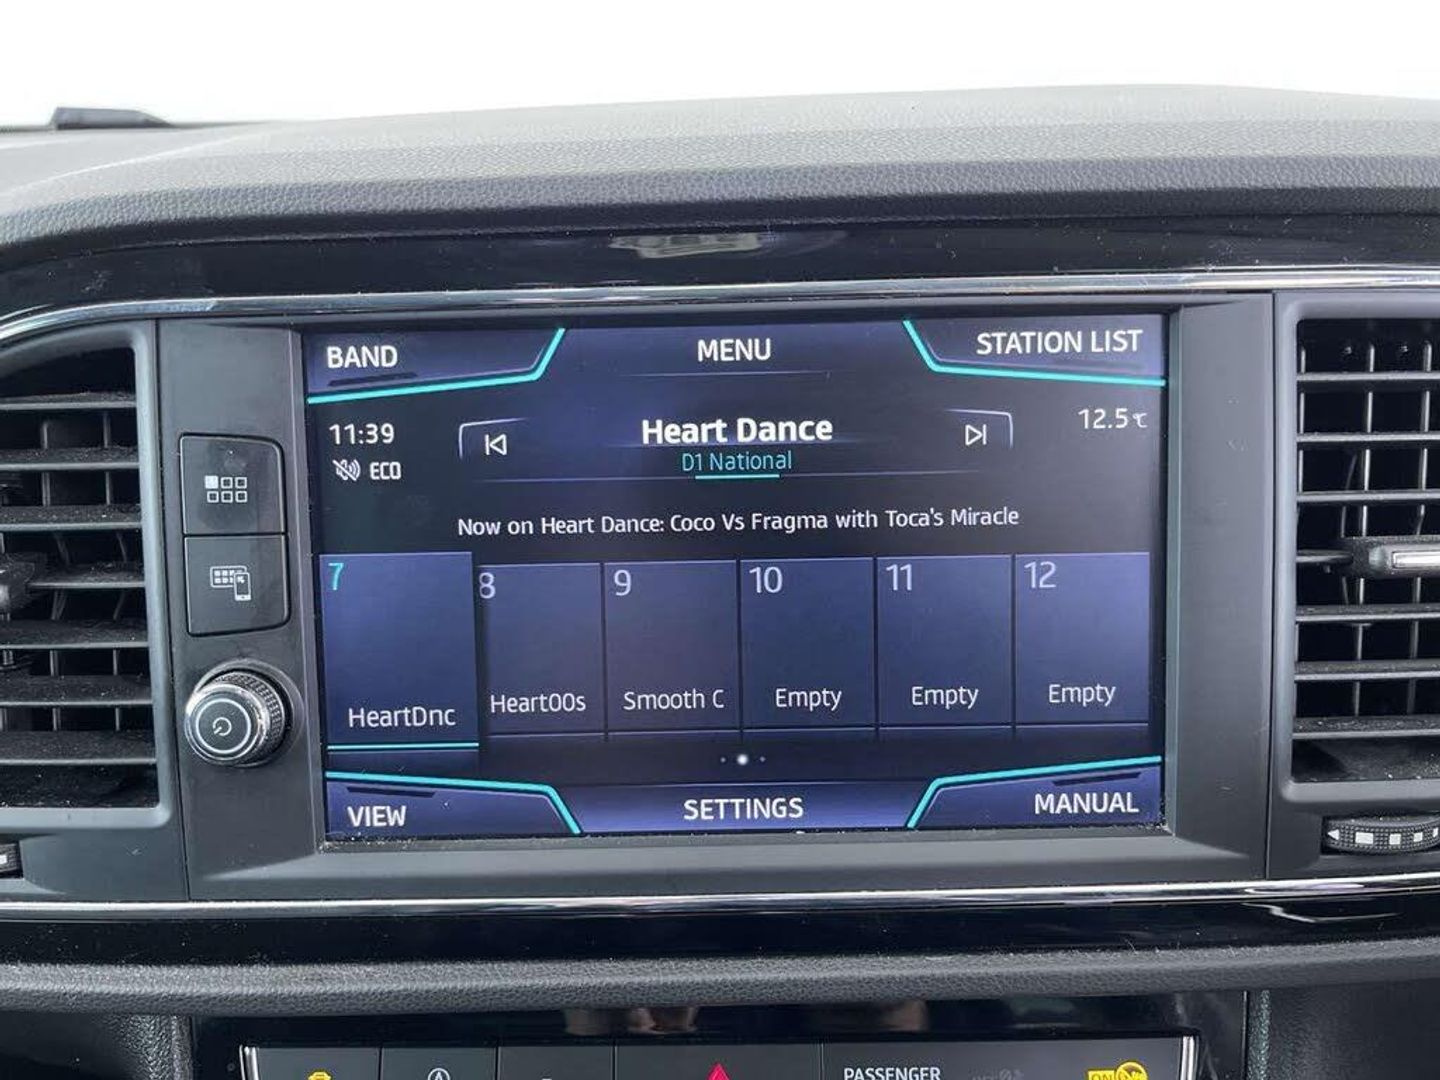 BAND
MENU
STATION LIST
11:39
ECO
Heart Dance
D1 National
12.5°C
Now on Heart Dance: Coco Vs Fragma with Toca's Miracle
7
8
9
10
11
12
HeartDnc
Heart00s
Smooth C
Empty
Empty
Empty
VIEW
SETTINGS
MANUAL
PASSENGER
ON